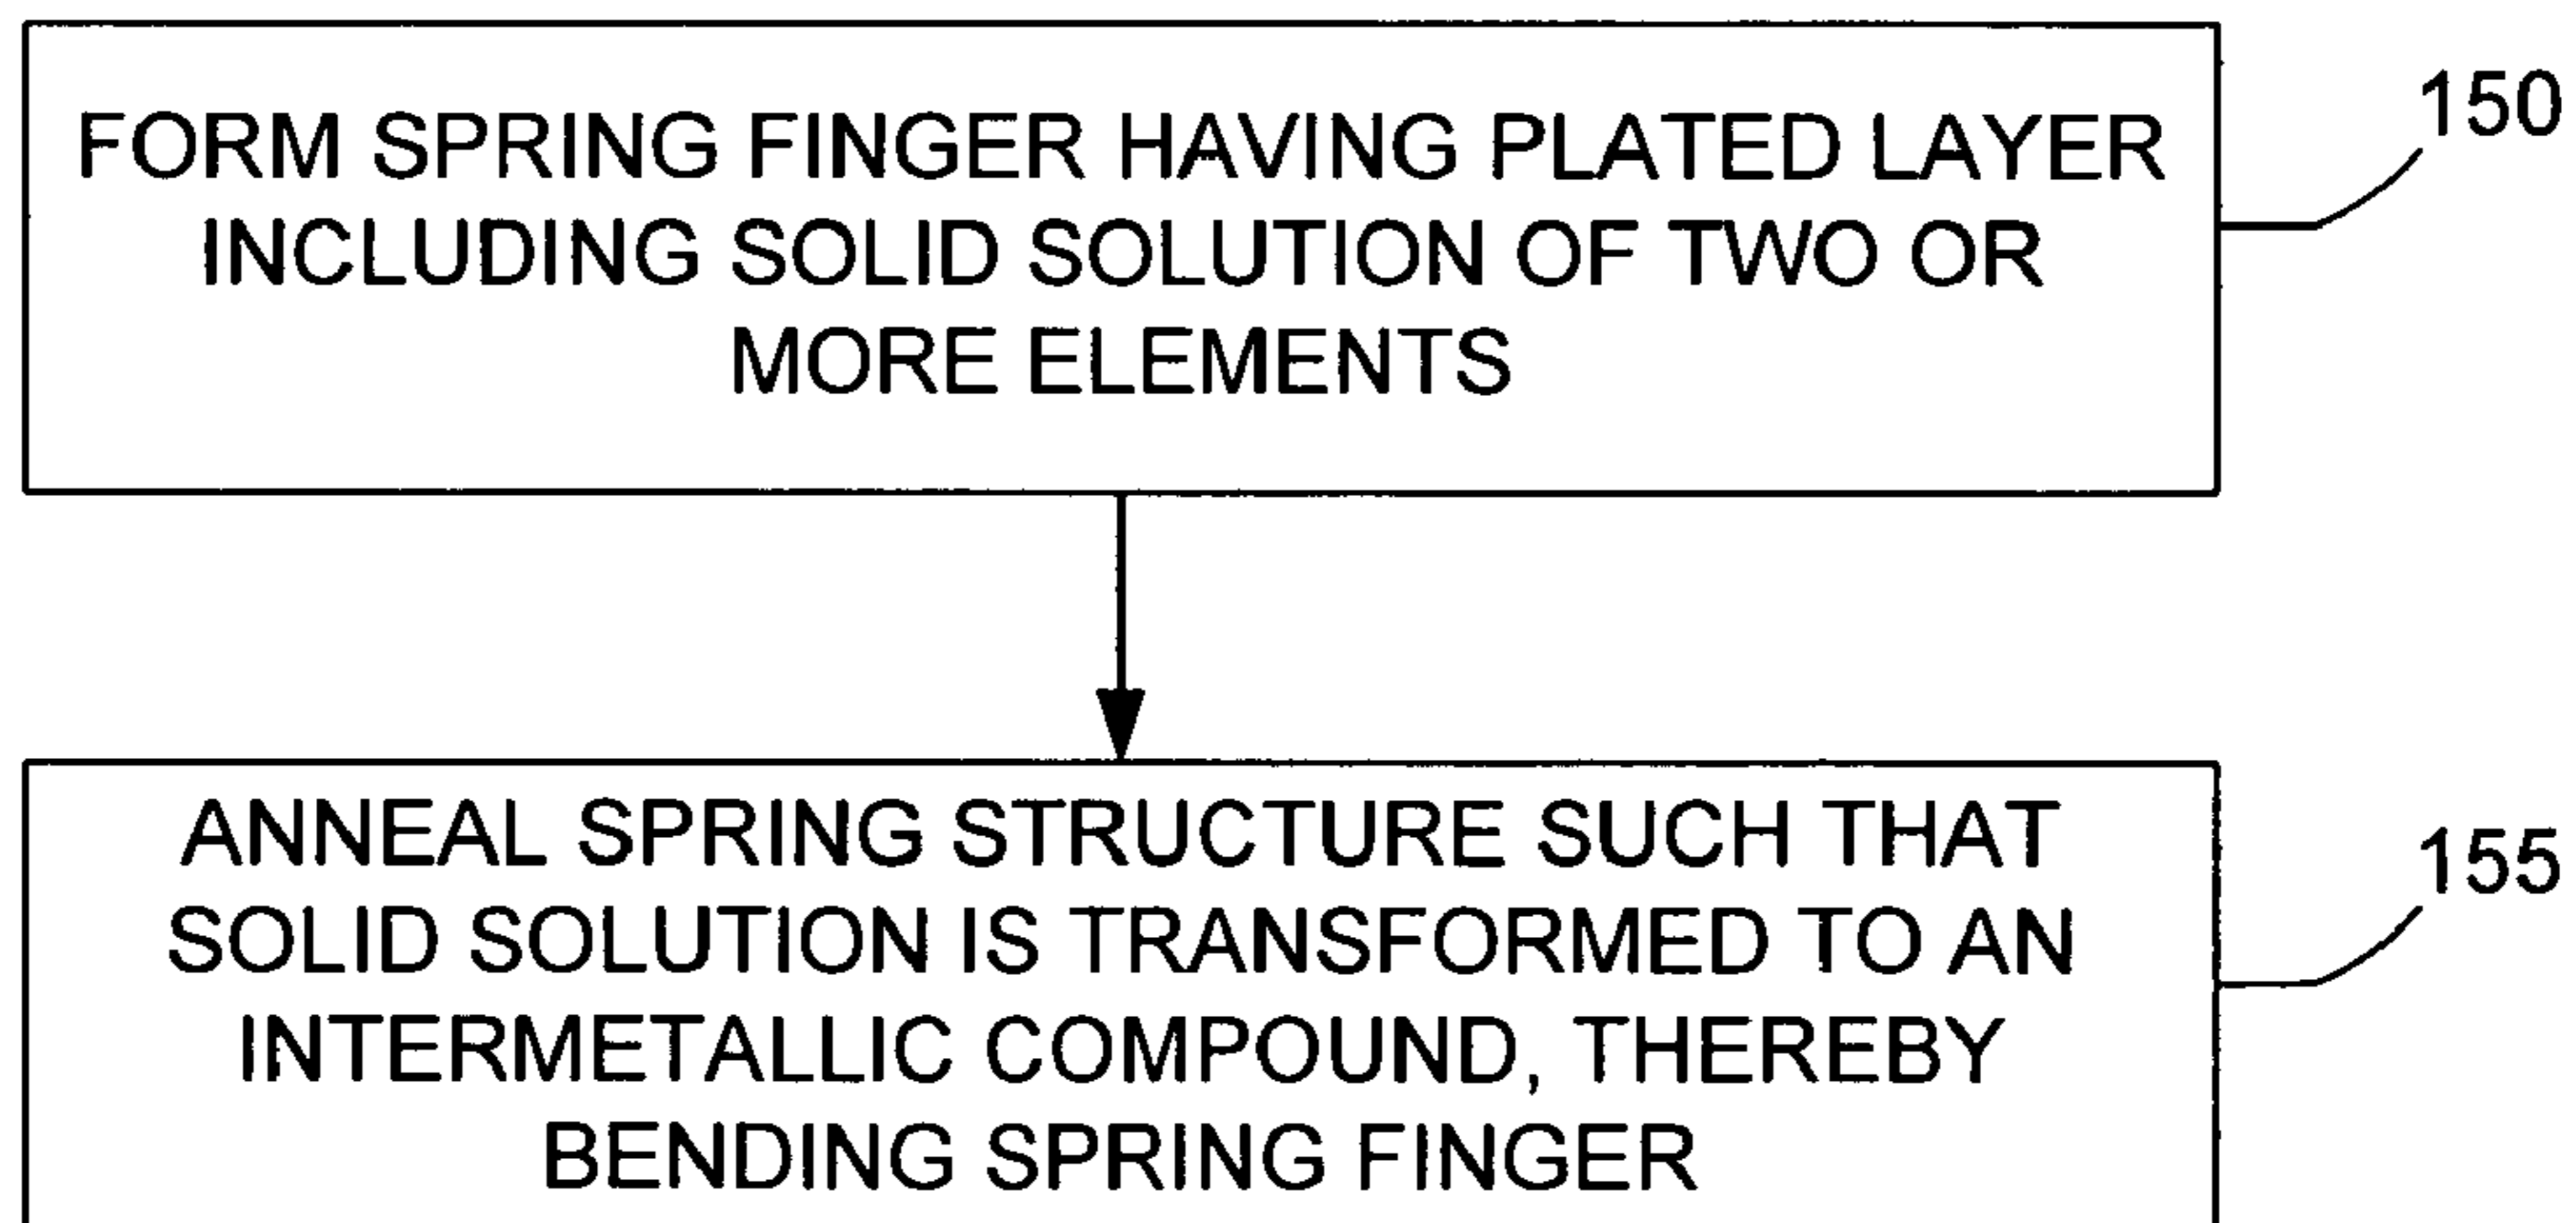 FORM SPRING FINGER HAVING PLATED LAYER
INCLUDING SOLID SOLUTION OF TWO OR
MORE ELEMENTS
150
ANNEAL SPRING STRUCTURE SUCH THAT
SOLID SOLUTION IS TRANSFORMED TO AN
INTERMETALLIC COMPOUND, THEREBY
BENDING SPRING FINGER
155